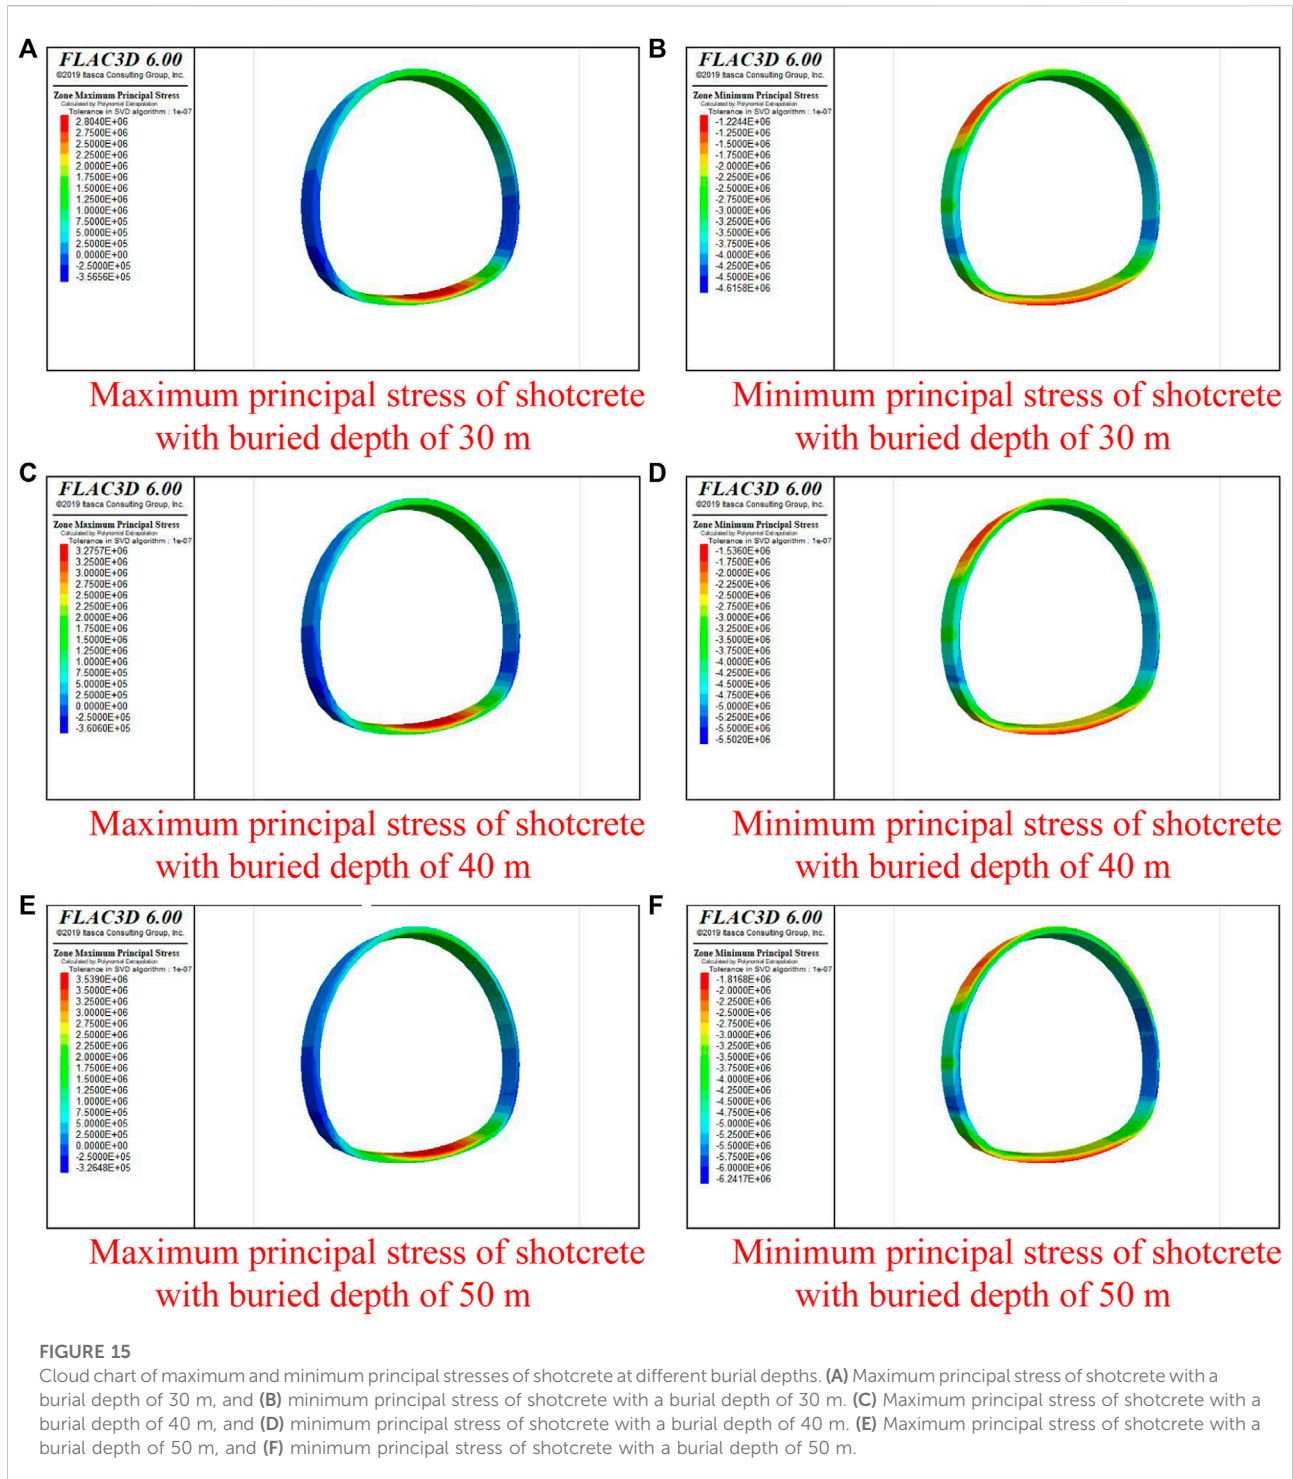 A
FLAC3D 6.00
©2019 Itasca Consulting Group, Inc.
Zone Maximum Principal Stress
Calculated by: Polynomial Extrapolation
Tolerance in SVD algorithm : 1e-07
2.8040E+06
2.7500E+06
2.5000E+06
2.2500E+06
2.0000E+06
1.7500E+06
1.5000E+06
1.2500E+06
1.0000E+06
7.5000E+05
5.0000E+05
2.5000E+05
0.0000E+00
-2.5000E+05
-3.5656E+05
Maximum principal stress of shotcrete
with buried depth of 30 m
B
FLAC3D 6.00
©2019 Itasca Consulting Group, Inc.
Zone Minimum Principal Stress
Calculated by: Polynomial Extrapolation
Tolerance in SVD algorithm : 1e-07
-1.2244E+06
-1.2500E+06
-1.5000E+06
-1.7500E+06
-2.0000E+06
-2.2500E+06
-2.5000E+06
-2.7500E+06
-3.0000E+06
-3.2500E+06
-3.5000E+06
-3.7500E+06
-4.0000E+06
-4.2500E+06
-4.5000E+06
-4.6158E+06
Minimum principal stress of shotcrete
with buried depth of 30 m
C
FLAC3D 6.00
©2019 Itasca Consulting Group, Inc.
Zone Maximum Principal Stress
Calculated by: Polynomial Extrapolation
Tolerance in SVD algorithm : 1e-07
3.2757E+06
3.2500E+06
3.0000E+06
2.7500E+06
2.5000E+06
2.2500E+06
2.0000E+06
1.7500E+06
1.5000E+06
1.2500E+06
1.0000E+06
7.5000E+05
5.0000E+05
2.5000E+05
0.0000E+00
-2.5000E+05
-3.6060E+05
Maximum principal stress of shotcrete
with buried depth of 40 m
D
FLAC3D 6.00
©2019 Itasca Consulting Group, Inc.
Zone Minimum Principal Stress
Calculated by: Polynomial Extrapolation
Tolerance in SVD algorithm : 1e-07
-1.5360E+06
-1.7500E+06
-2.0000E+06
-2.2500E+06
-2.5000E+06
-2.7500E+06
-3.0000E+06
-3.2500E+06
-3.5000E+06
-3.7500E+06
-4.0000E+06
-4.2500E+06
-4.5000E+06
-4.7500E+06
-5.0000E+06
-5.2500E+06
-5.5000E+06
-5.5020E+06
Minimum principal stress of shotcrete
with buried depth of 40 m
E
FLAC3D 6.00
©2019 Itasca Consulting Group, Inc.
Zone Maximum Principal Stress
Calculated by: Polynomial Extrapolation
Tolerance in SVD algorithm : 1e-07
3.5390E+06
3.5000E+06
3.2500E+06
3.0000E+06
2.7500E+06
2.5000E+06
2.2500E+06
2.0000E+06
1.7500E+06
1.5000E+06
1.2500E+06
1.0000E+06
7.5000E+05
5.0000E+05
2.5000E+05
0.0000E+00
-2.5000E+05
-3.2648E+05
Maximum principal stress of shotcrete
with buried depth of 50 m
F
FLAC3D 6.00
©2019 Itasca Consulting Group, Inc.
Zone Minimum Principal Stress
Calculated by: Polynomial Extrapolation
Tolerance in SVD algorithm : 1e-07
-1.8168E+06
-2.0000E+06
-2.2500E+06
-2.5000E+06
-2.7500E+06
-3.0000E+06
-3.2500E+06
-3.5000E+06
-3.7500E+06
-4.0000E+06
-4.2500E+06
-4.5000E+06
-4.7500E+06
-5.0000E+06
-5.2500E+06
-5.5000E+06
-5.7500E+06
-6.0000E+06
-6.2417E+06
Minimum principal stress of shotcrete
with buried depth of 50 m
FIGURE 15
Cloud chart of maximum and minimum principal stresses of shotcrete at different burial depths. (A) Maximum principal stress of shotcrete with a
burial depth of 30 m, and (B) minimum principal stress of shotcrete with a burial depth of 30 m. (C) Maximum principal stress of shotcrete with a
burial depth of 40 m, and (D) minimum principal stress of shotcrete with a burial depth of 40 m. (E) Maximum principal stress of shotcrete with a
burial depth of 50 m, and (F) minimum principal stress of shotcrete with a burial depth of 50 m.